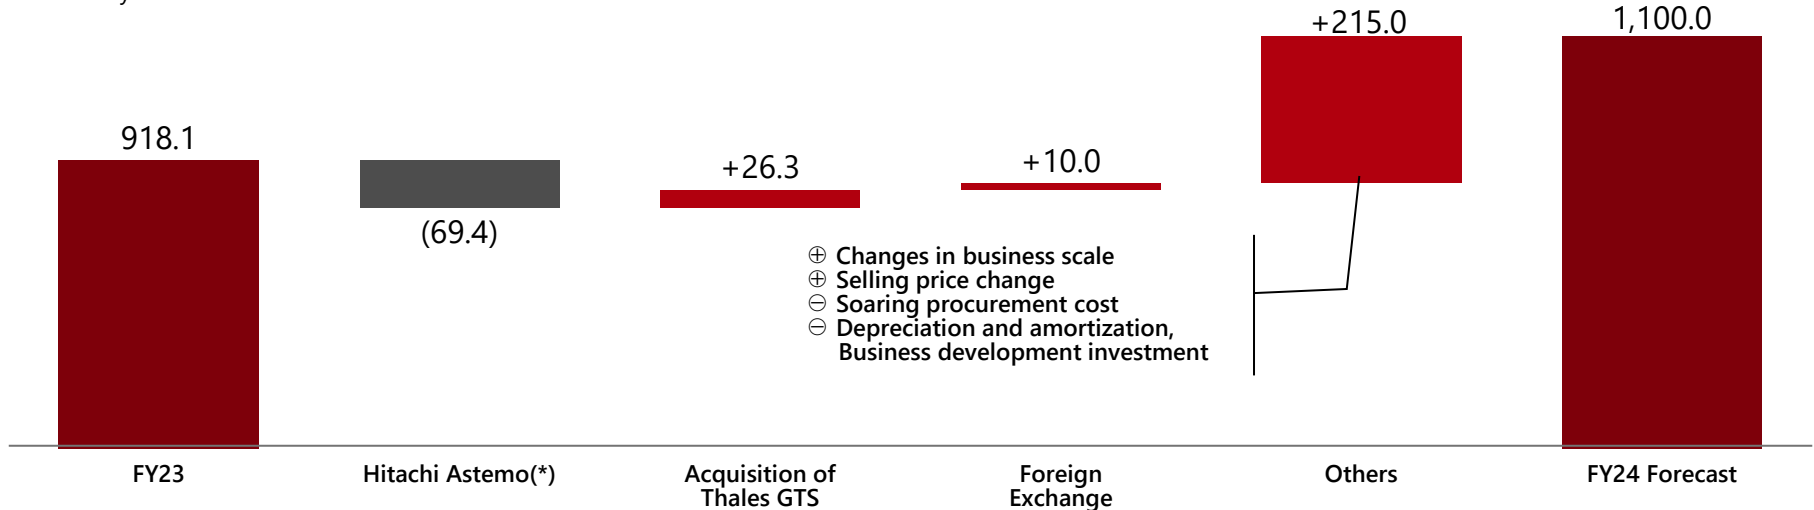 +215.0
1,100.0
918.1
+26.3
+10.0
(69.4)
⊕ Changes in business scale
⊕ Selling price change
⊖ Soaring procurement cost
⊖ Depreciation and amortization,
Business development investment
FY23
Hitachi Astemo(*)
Acquisition of
Thales GTS
Foreign
Exchange
Others
FY24 Forecast